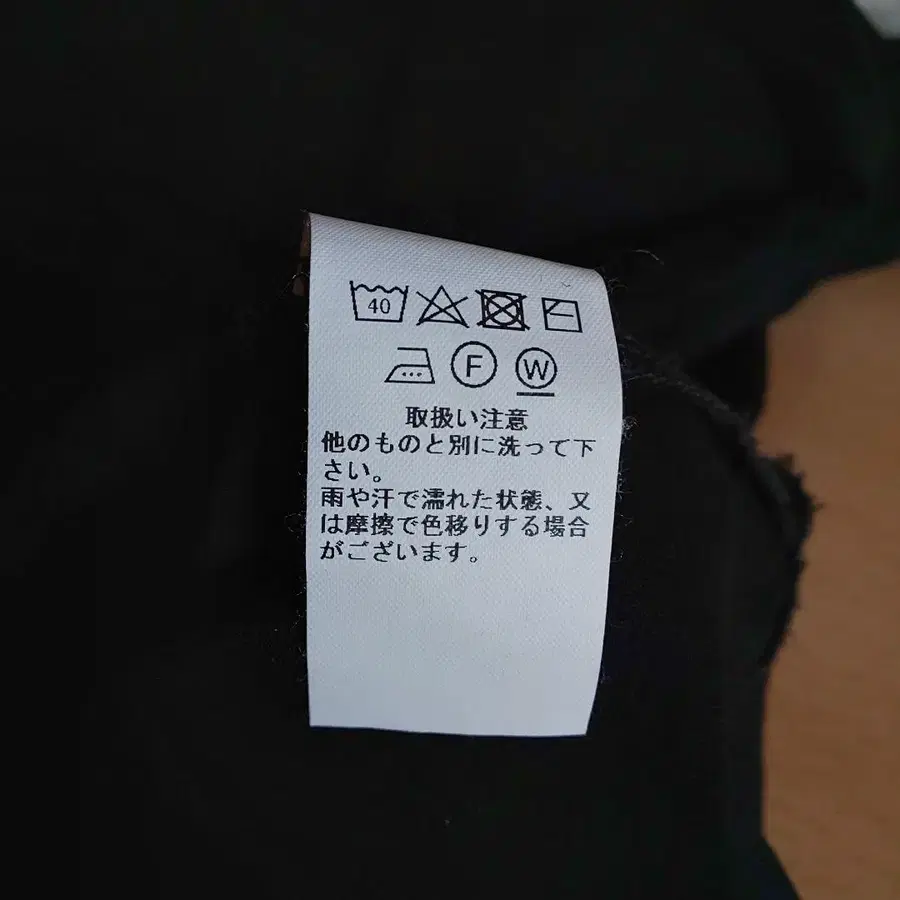 40
F W
取扱い注意
他のものと別に洗って下
さい。
雨や汗で濡れた状態、又
は摩擦で色移りする場合
がございます。